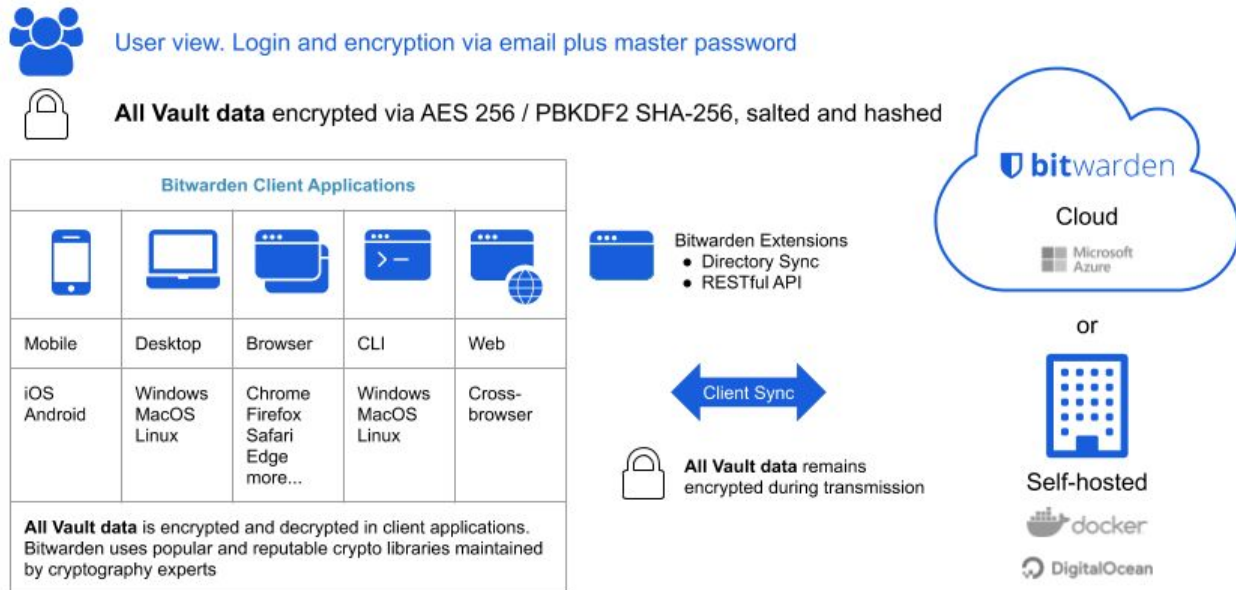 User view. Login and encryption via email plus master password
All Vault data encrypted via AES 256 / PBKDF2 SHA-256, salted and hashed
Bitwarden Client Applications
Mobile
Desktop
Browser
CLI
Web
iOS
Android
Windows
MacOS
Linux
Chrome
Firefox
Safari
Edge
more...
Windows
MacOS
Linux
Cross-
browser
All Vault data is encrypted and decrypted in client applications.
Bitwarden uses popular and reputable crypto libraries maintained
by cryptography experts
Bitwarden Extensions
● Directory Sync
● RESTful API
Client Sync
All Vault data remains
encrypted during transmission
bitwarden
Cloud
Microsoft
Azure
or
Self-hosted
docker
DigitalOcean